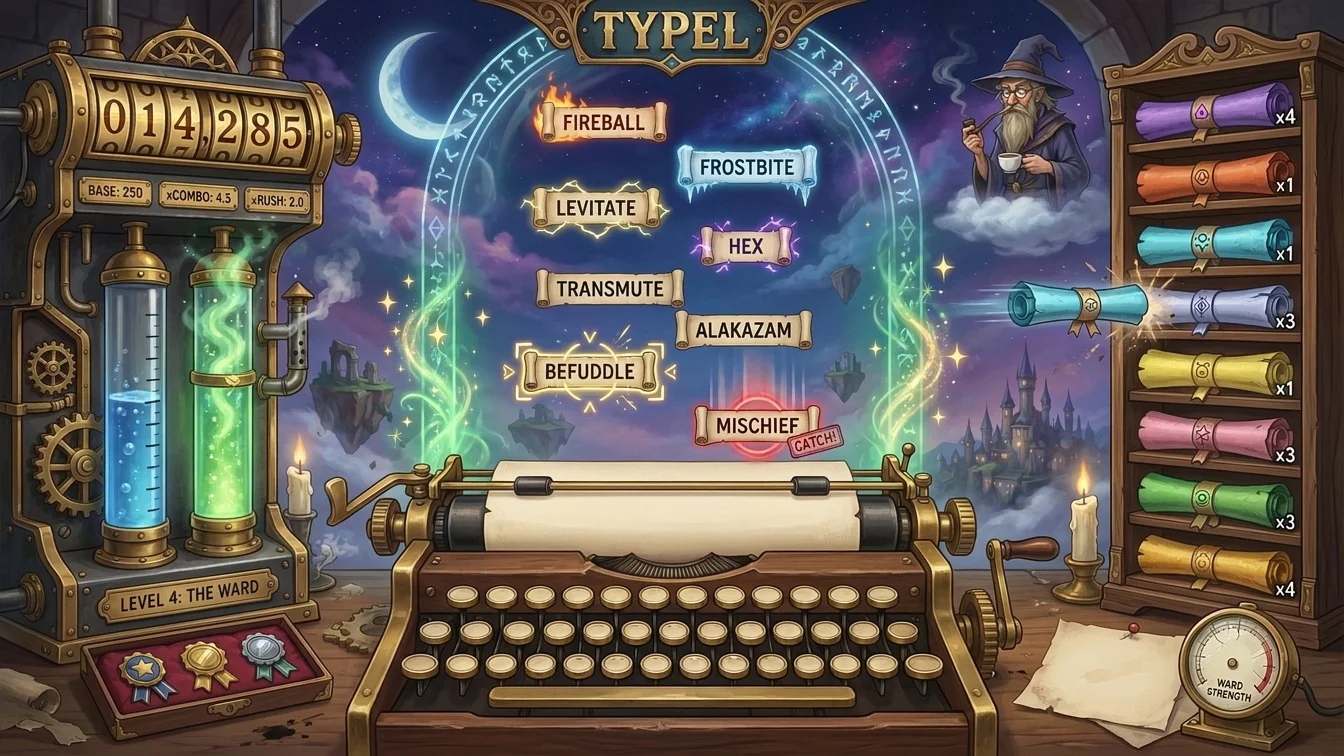 TYPEL
014,285
BASE: 250
xCOMBO: 4.5
xRUSH: 2.0
FIREBALL
FROSTBITE
LEVITATE
HEX
TRANSMUTE
ALAKAZAM
BEFUDDLE
MISCHIEF
CATCH!
x4
x1
x1
x3
x1
x3
x3
x4
LEVEL 4: THE WARD
WARD
STRENGTH